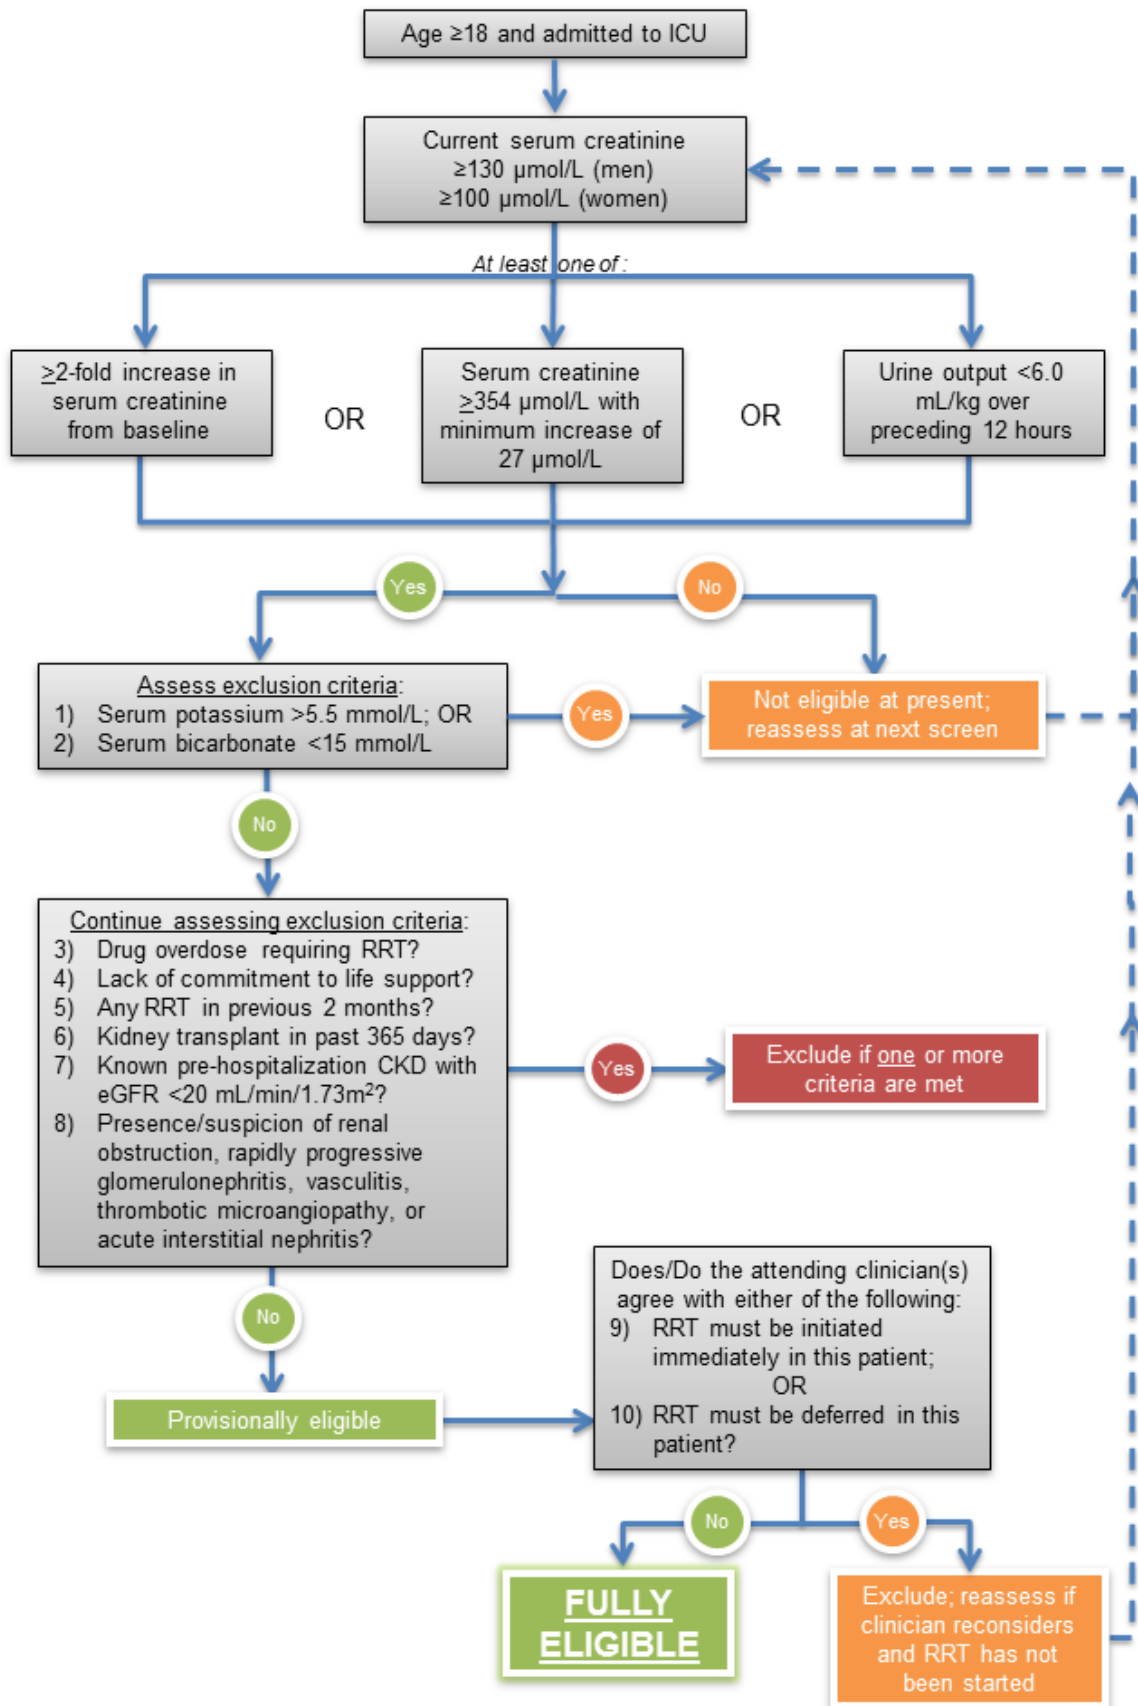 Age ≥18 and admitted to ICU
Current serum creatinine
≥130 µmol/L (men)
≥100 µmol/L (women)
At least one of :
≥2-fold increase in
serum creatinine
from baseline
OR
Serum creatinine
≥354 µmol/L with
minimum increase of
27 µmol/L
OR
Urine output <6.0
mL/kg over
preceding 12 hours
Yes
No
Assess exclusion criteria:
1) Serum potassium >5.5 mmol/L; OR
2) Serum bicarbonate <15 mmol/L
Yes
Not eligible at present;
reassess at next screen
No
Continue assessing exclusion criteria:
3) Drug overdose requiring RRT?
4) Lack of commitment to life support?
5) Any RRT in previous 2 months?
6) Kidney transplant in past 365 days?
7) Known pre-hospitalization CKD with
eGFR <20 mL/min/1.73m²?
8) Presence/suspicion of renal
obstruction, rapidly progressive
glomerulonephritis, vasculitis,
thrombotic microangiopathy, or
acute interstitial nephritis?
Yes
Exclude if one or more
criteria are met
No
Provisionally eligible
Does/Do the attending clinician(s)
agree with either of the following:
9) RRT must be initiated
immediately in this patient;
OR
10) RRT must be deferred in this
patient?
No
Yes
FULLY
ELIGIBLE
Exclude; reassess if
clinician reconsiders
and RRT has not
been started